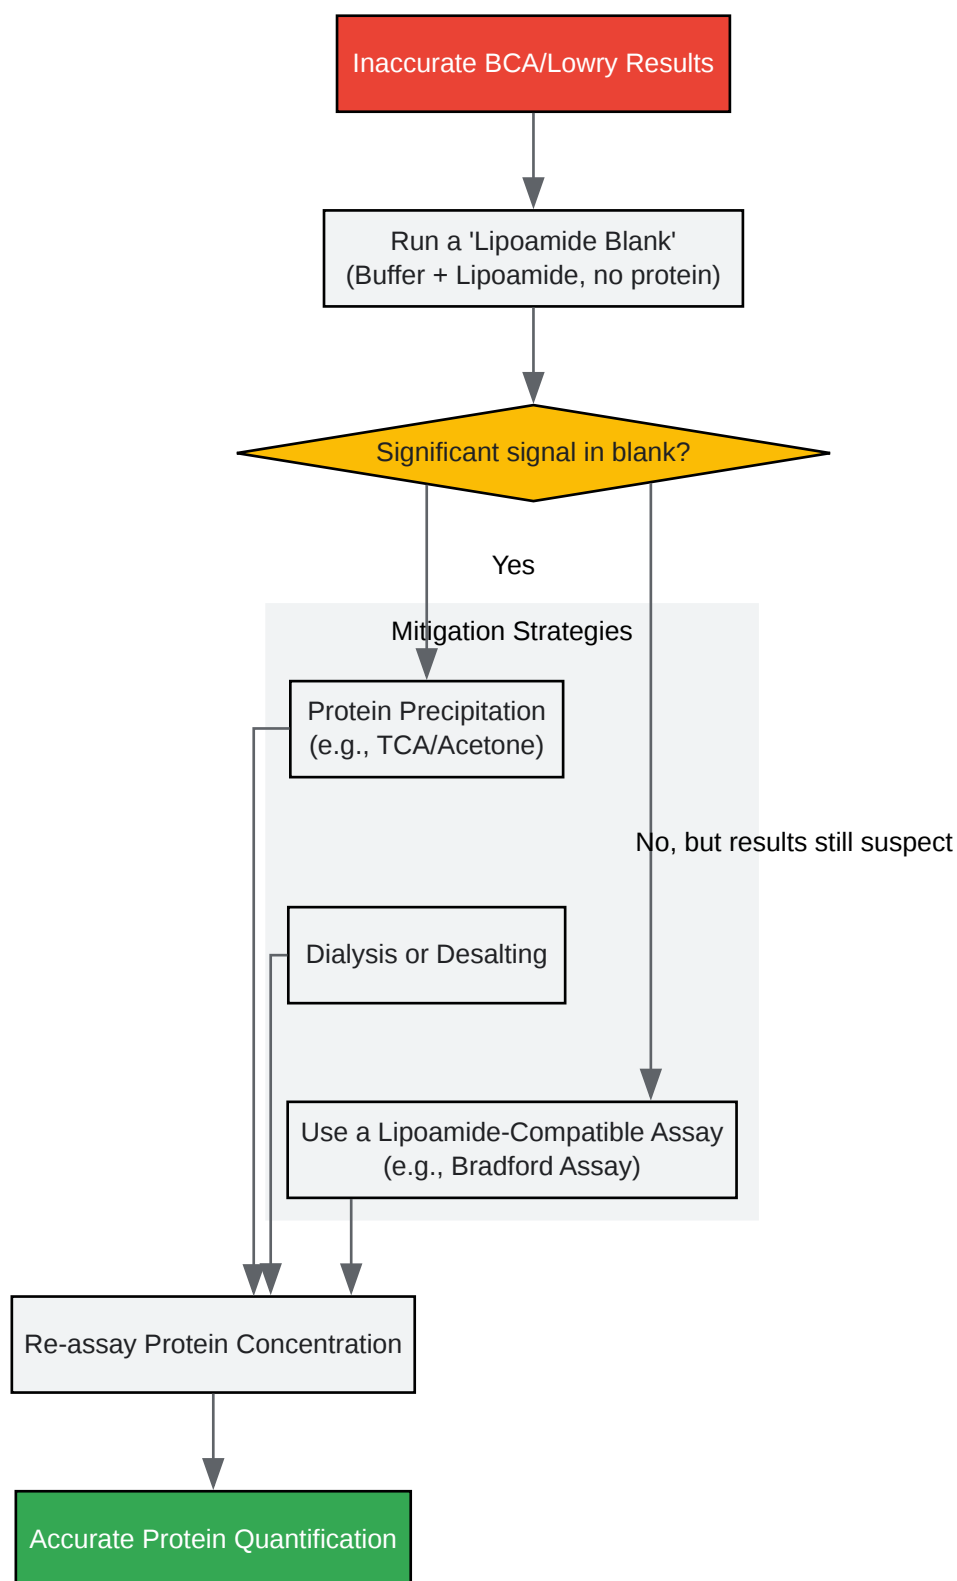 Inaccurate BCA/Lowry Results
Run a 'Lipoamide Blank'
(Buffer + Lipoamide, no protein)
Significant signal in blank?
Yes
Mitigation Strategies
Protein Precipitation
(e.g., TCA/Acetone)
No, but results still suspect
Dialysis or Desalting
Use a Lipoamide-Compatible Assay
(e.g., Bradford Assay)
Re-assay Protein Concentration
Accurate Protein Quantification